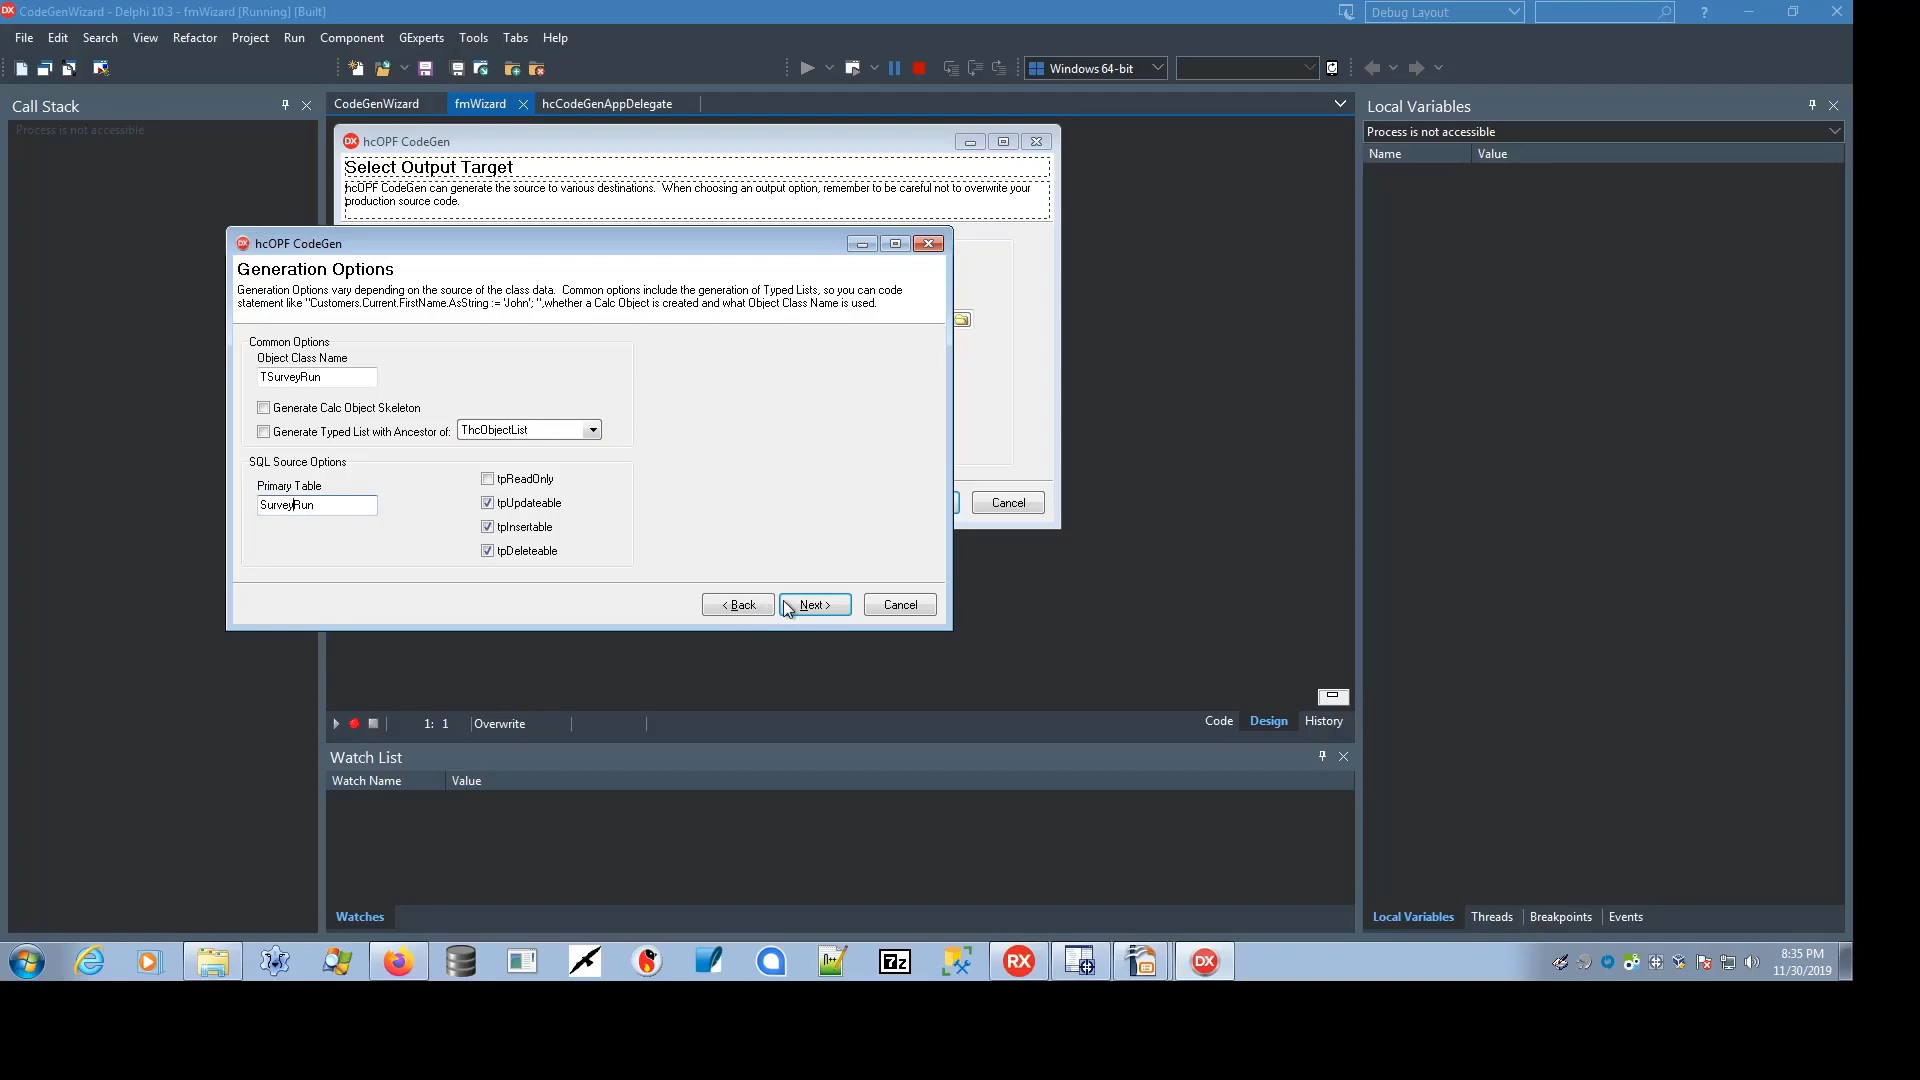 CodeGenWizard - Delphi 10.3 - fmWizard [Running] [Built]
Debug Layout
File Edit Search View Refactor Project Run Component GExperts Tools Tabs Help
Windows 64-bit
Call Stack
Process is not accessible
CodeGenWizard fmWizard hcCodeGenAppDelegate
hcOPF CodeGen
Select Output Target
hcOPF CodeGen can generate the source to various destinations. When choosing an output option, remember to be careful not to overwrite your
production source code.
Cancel
hcOPF CodeGen
Generation Options
Generation Options vary depending on the source of the class data. Common options include the generation of Typed Lists, so you can code
statement like "Customers.Current.FirstName.AsString := 'John'; ",whether a Calc Object is created and what Object Class Name is used.
Common Options
Object Class Name
TSurveyRun
Generate Calc Object Skeleton
Generate Typed List with Ancestor of: ThcObjectList
SQL Source Options
Primary Table
SurveyRun
tpReadOnly
tpUpdateable
tpInsertable
tpDeleteable
< Back
Next >
Cancel
1: 1
Overwrite
Code Design History
Watch List
Watch Name Value
Watches
Local Variables
Process is not accessible
Name Value
Local Variables Threads Breakpoints Events
RX
DX
7z
8:35 PM
11/30/2019